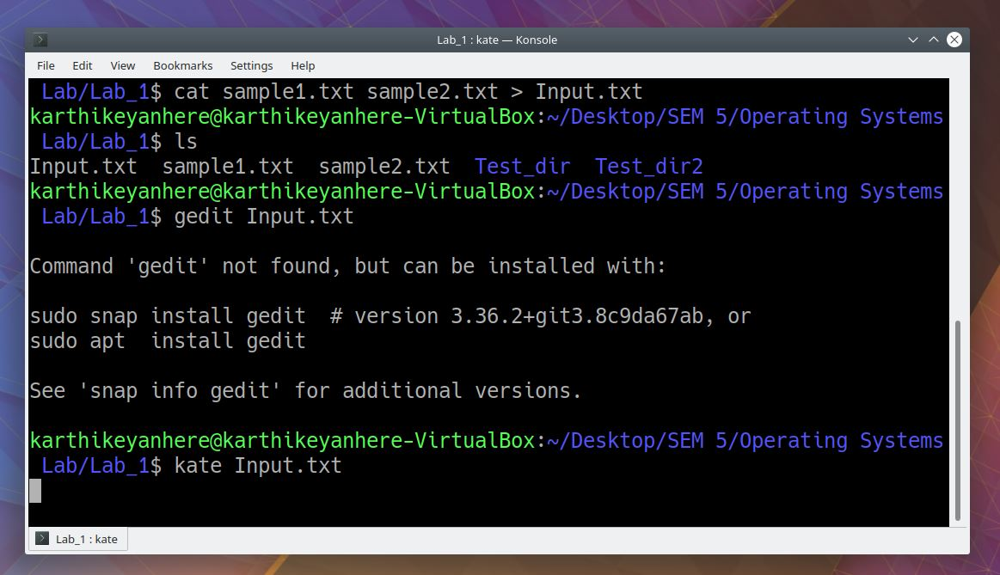 Lab_1 : kate — Konsole
File Edit View Bookmarks Settings Help
Lab/Lab_1$ cat sample1.txt sample2.txt > Input.txt
karthikeyanhere@karthikeyanhere-VirtualBox:~/Desktop/SEM 5/Operating Systems
Lab/Lab_1$ ls
Input.txt  sample1.txt  sample2.txt  Test_dir  Test_dir2
karthikeyanhere@karthikeyanhere-VirtualBox:~/Desktop/SEM 5/Operating Systems
Lab/Lab_1$ gedit Input.txt
Command 'gedit' not found, but can be installed with:
sudo snap install gedit  # version 3.36.2+git3.8c9da67ab, or
sudo apt  install gedit
See 'snap info gedit' for additional versions.
karthikeyanhere@karthikeyanhere-VirtualBox:~/Desktop/SEM 5/Operating Systems
Lab/Lab_1$ kate Input.txt
Lab_1 : kate